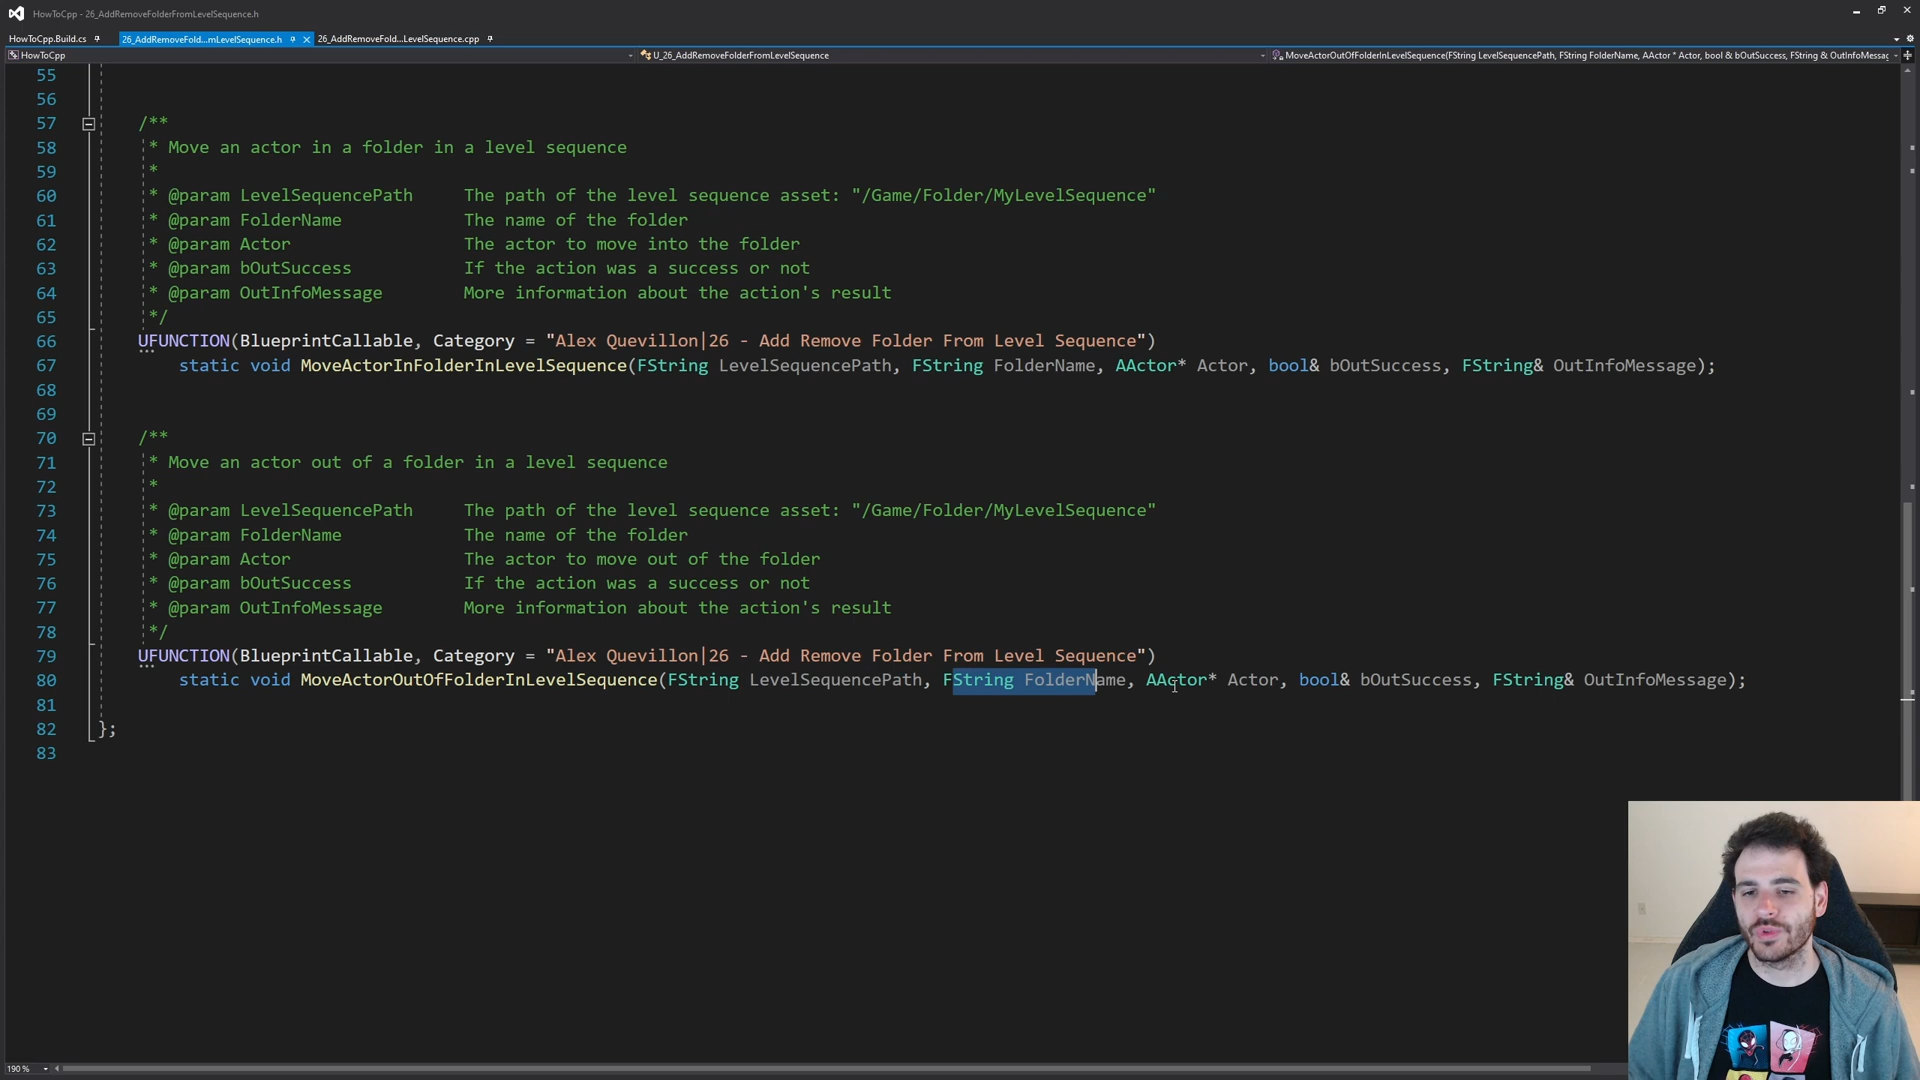 HowToCpp - 26_AddRemoveFolderFromLevelSequence.h
HowToCpp.Build.cs 26_AddRemoveFold...mLevelSequence.h 26_AddRemoveFold...LevelSequence.cpp
HowToCpp U_26_AddRemoveFolderFromLevelSequence MoveActorOutOfFolderInLevelSequence(FString LevelSequencePath, FString FolderName, AActor * Actor, bool & bOutSuccess, FString & OutInfoMessag
55
56
57 /**
58 * Move an actor in a folder in a level sequence
59 *
60 * @param LevelSequencePath The path of the level sequence asset: "/Game/Folder/MyLevelSequence"
61 * @param FolderName The name of the folder
62 * @param Actor The actor to move into the folder
63 * @param bOutSuccess If the action was a success or not
64 * @param OutInfoMessage More information about the action's result
65 */
66 UFUNCTION(BlueprintCallable, Category = "Alex Quevillon|26 - Add Remove Folder From Level Sequence")
67 static void MoveActorInFolderInLevelSequence(FString LevelSequencePath, FString FolderName, AActor* Actor, bool& bOutSuccess, FString& OutInfoMessage);
68
69
70 /**
71 * Move an actor out of a folder in a level sequence
72 *
73 * @param LevelSequencePath The path of the level sequence asset: "/Game/Folder/MyLevelSequence"
74 * @param FolderName The name of the folder
75 * @param Actor The actor to move out of the folder
76 * @param bOutSuccess If the action was a success or not
77 * @param OutInfoMessage More information about the action's result
78 */
79 UFUNCTION(BlueprintCallable, Category = "Alex Quevillon|26 - Add Remove Folder From Level Sequence")
80 static void MoveActorOutOfFolderInLevelSequence(FString LevelSequencePath, FString FolderName, AActor* Actor, bool& bOutSuccess, FString& OutInfoMessage);
81
82 };
83
190 %